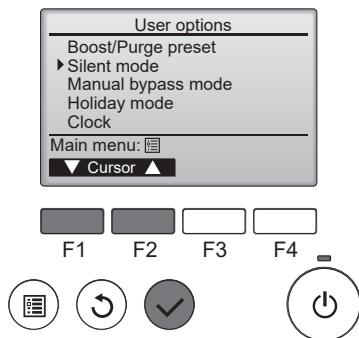 User options
Boost/Purge preset
Silent mode
Manual bypass mode
Holiday mode
Clock
Main menu:
Cursor
F1 F2 F3 F4